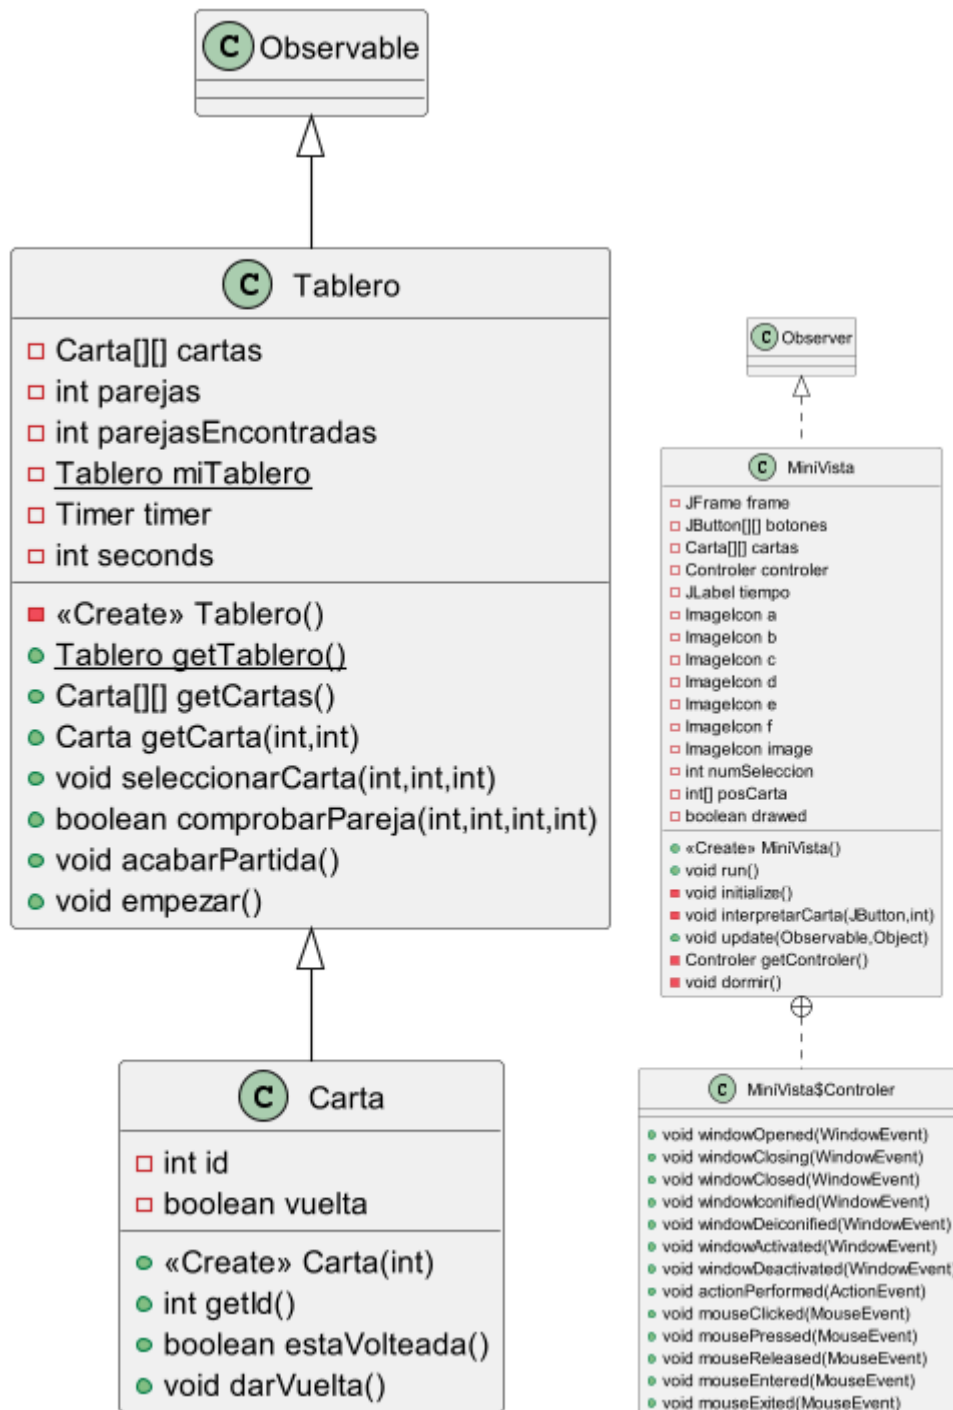 C Observable
C Tablero
Carta[][] cartas
int parejas
int parejasEncontradas
Tablero miTablero
Timer timer
int seconds
«Create» Tablero()
Tablero getTablero()
Carta[][] getCartas()
Carta getCarta(int,int)
void seleccionarCarta(int,int,int)
boolean comprobarPareja(int,int,int,int)
void acabarPartida()
void empezar()
C Carta
int id
boolean vuelta
«Create» Carta(int)
int getId()
boolean estaVolteada()
void darVuelta()
C Observer
C MiniVista
JFrame frame
JButton[][] botones
Carta[][] cartas
Controler controler
JLabel tiempo
ImageIcon a
ImageIcon b
ImageIcon c
ImageIcon d
ImageIcon e
ImageIcon f
ImageIcon image
int numSeleccion
int[] posCarta
boolean drawed
«Create» MiniVista()
void run()
void initialize()
void interpretarCarta(JButton,int)
void update(Observable,Object)
Controler getControler()
void dormir()
C MiniVista$Controler
void windowOpened(WindowEvent)
void windowClosing(WindowEvent)
void windowClosed(WindowEvent)
void windowIconified(WindowEvent)
void windowDeiconified(WindowEvent)
void windowActivated(WindowEvent)
void windowDeactivated(WindowEvent)
void actionPerformed(ActionEvent)
void mouseClicked(MouseEvent)
void mousePressed(MouseEvent)
void mouseReleased(MouseEvent)
void mouseEntered(MouseEvent)
void mouseExited(MouseEvent)